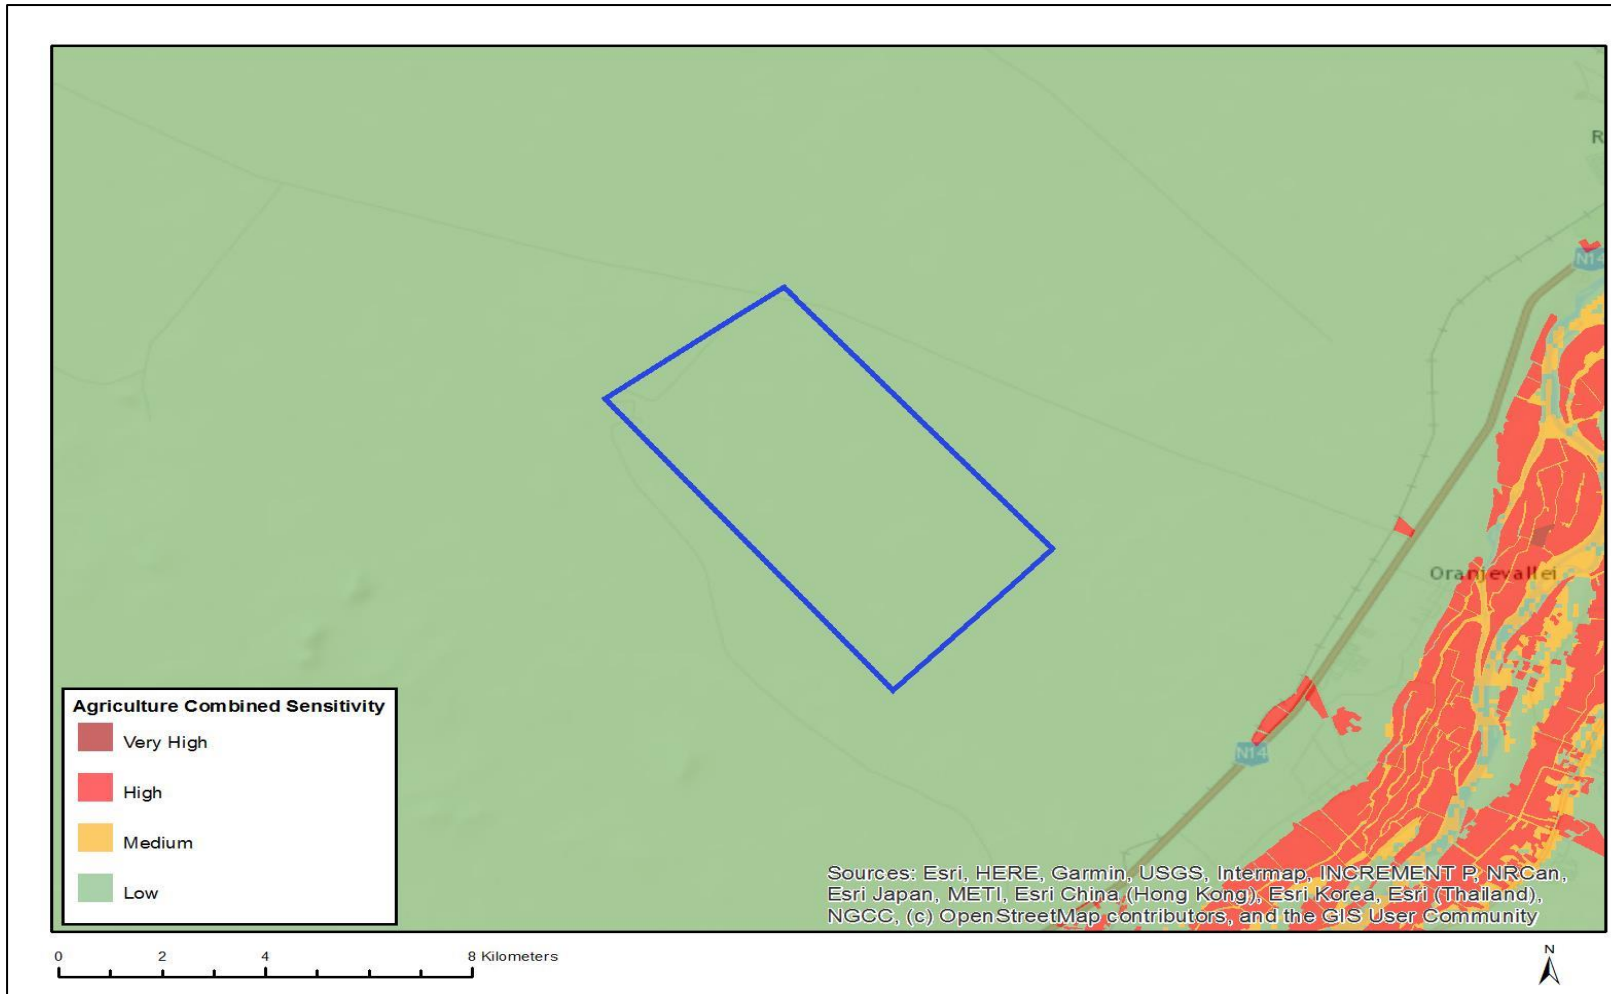 R
N14
Oranjevallei
N14
Agriculture Combined Sensitivity
Very High
High
Medium
Low
Sources: Esri, HERE, Garmin, USGS, Intermap, INCREMENT P, NRCan,
Esri Japan, METI, Esri China (Hong Kong), Esri Korea, Esri (Thailand),
NGCC, (c) OpenStreetMap contributors, and the GIS User Community
0 2 4 8 Kilometers
N